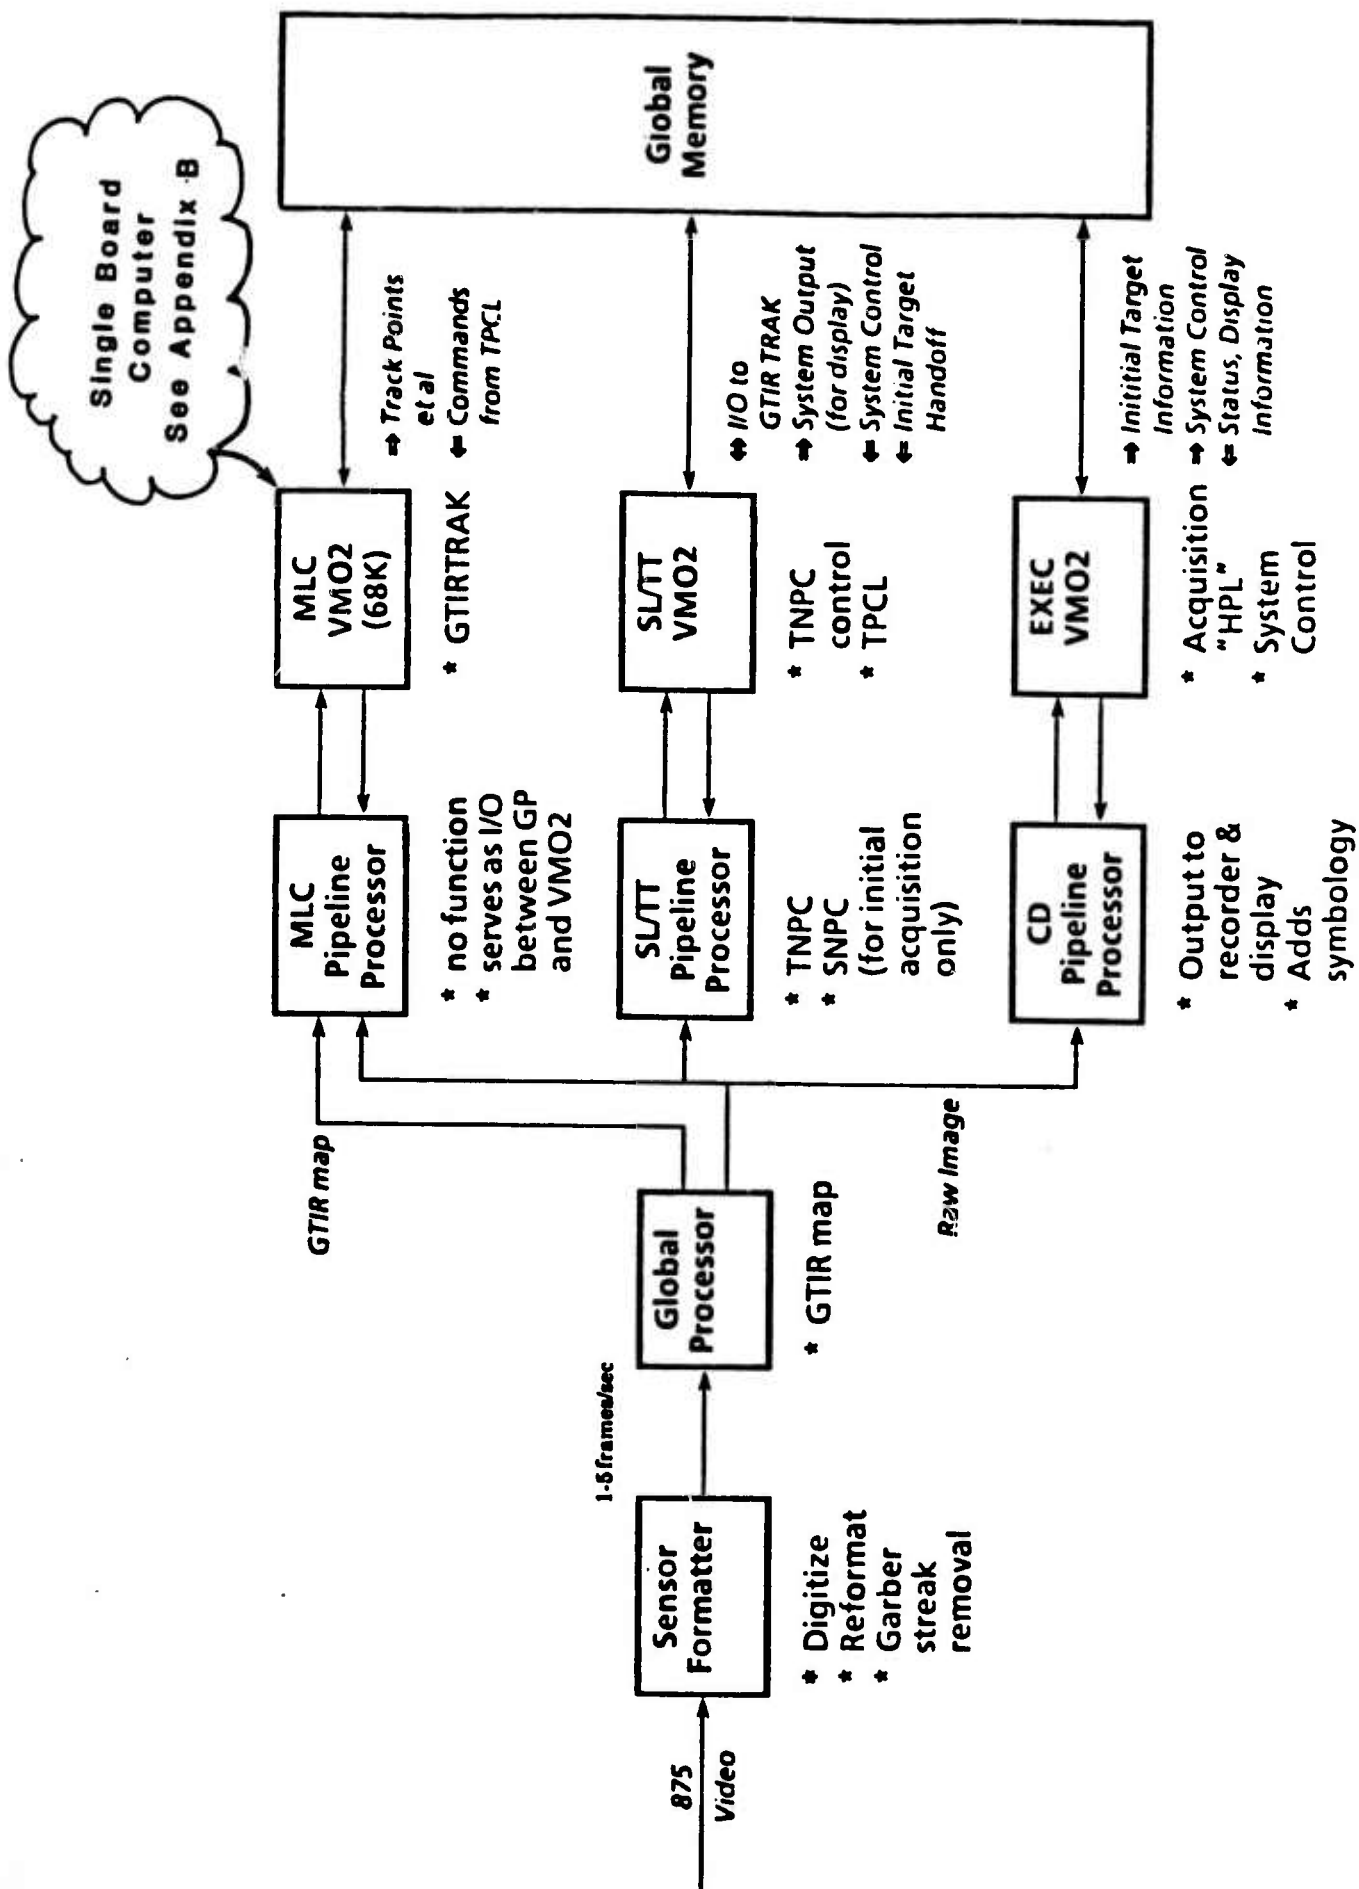 Single Board
Computer
See Appendix B
875
Video
Sensor
Formatter
* Digitize
* Reformat
* Garber
streak
removal
1-5 frames/sec
Global
Processor
* GTIR map
GTIR map
Raw Image
MLC
Pipeline
Processor
* no function
* serves as I/O
between GP
and VMO2
MLC
VMO2
(68K)
* GTIRTRAK
⇒ Track Points
et al
⇐ Commands
from TPCL
SL/TT
Pipeline
Processor
* TNPC
* SNPC
(for initial
acquisition
only)
SL/TT
VMO2
* TNPC
control
* TPCL
⇔ I/O to
GTIR TRAK
⇒ System Output
(for display)
⇐ System Control
⇐ Initial Target
Handoff
CD
Pipeline
Processor
* Output to
recorder &
display
* Adds
symbology
EXEC
VMO2
* Acquisition
"HPL"
* System
Control
⇒ Inititial Target
Information
⇒ System Control
⇐ Status, Display
Information
Global
Memory